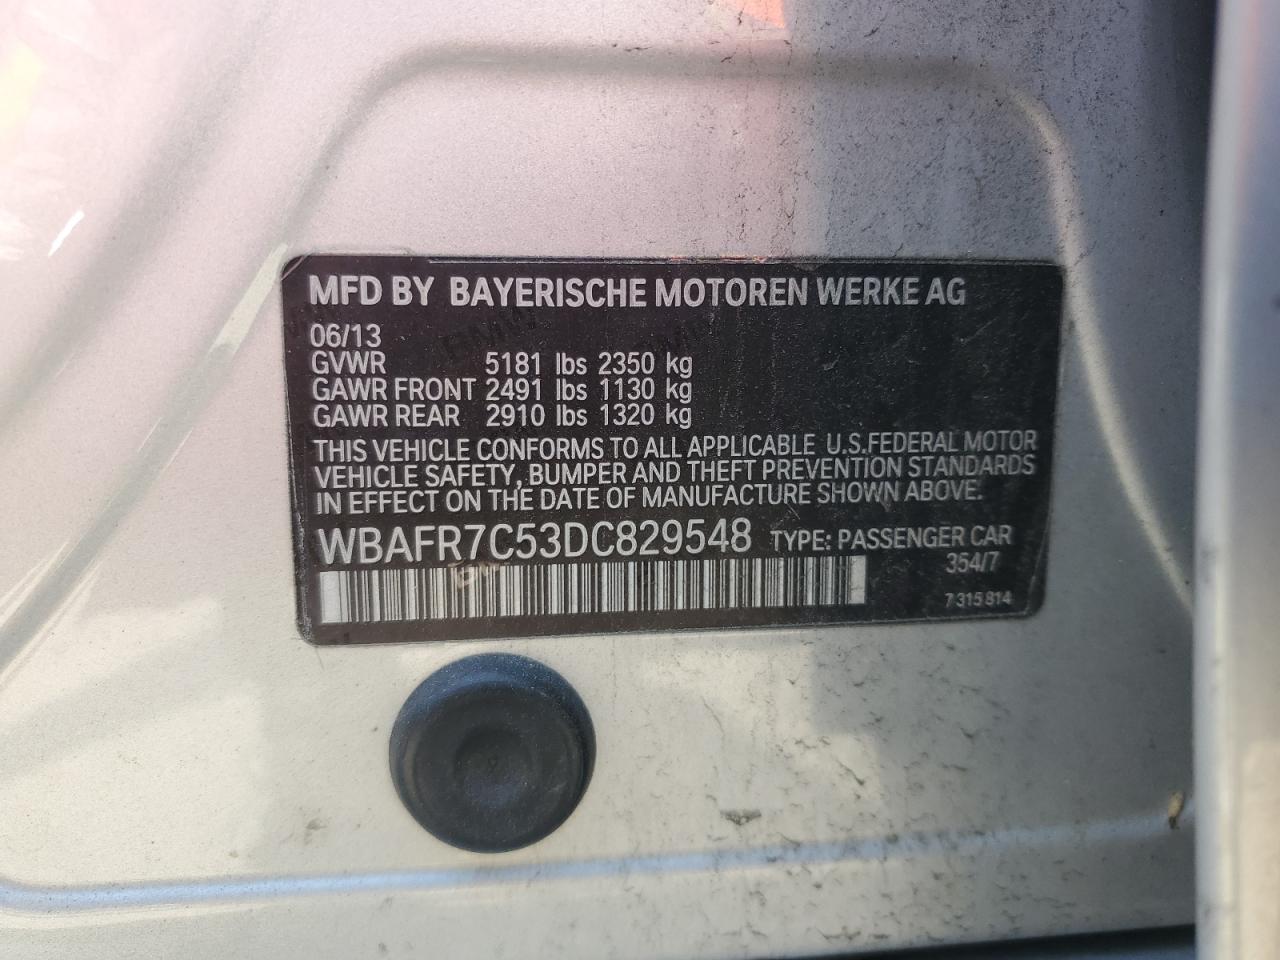 MFD BY BAYERISCHE MOTOREN WERKE AG
06/13
GVWR 5181 lbs 2350 kg
GAWR FRONT 2491 lbs 1130 kg
GAWR REAR 2910 lbs 1320 kg
THIS VEHICLE CONFORMS TO ALL APPLICABLE U.S.FEDERAL MOTOR
VEHICLE SAFETY, BUMPER AND THEFT PREVENTION STANDARDS
IN EFFECT ON THE DATE OF MANUFACTURE SHOWN ABOVE.
WBAFR7C53DC829548 TYPE: PASSENGER CAR
354/7
7 315 814